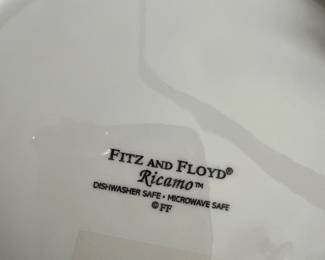 FITZ AND FLOYD®
Ricamo™
DISHWASHER SAFE • MICROWAVE SAFE
© FF